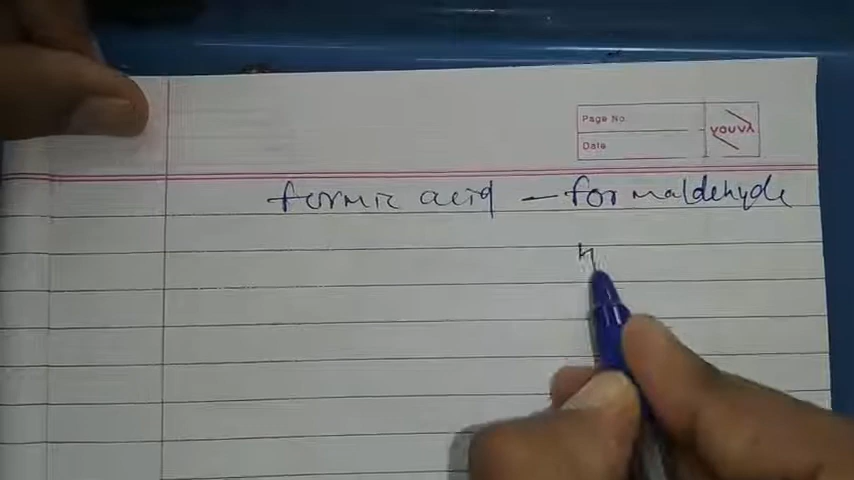 Page No.
Date
youva
formic acid – formaldehyde
H